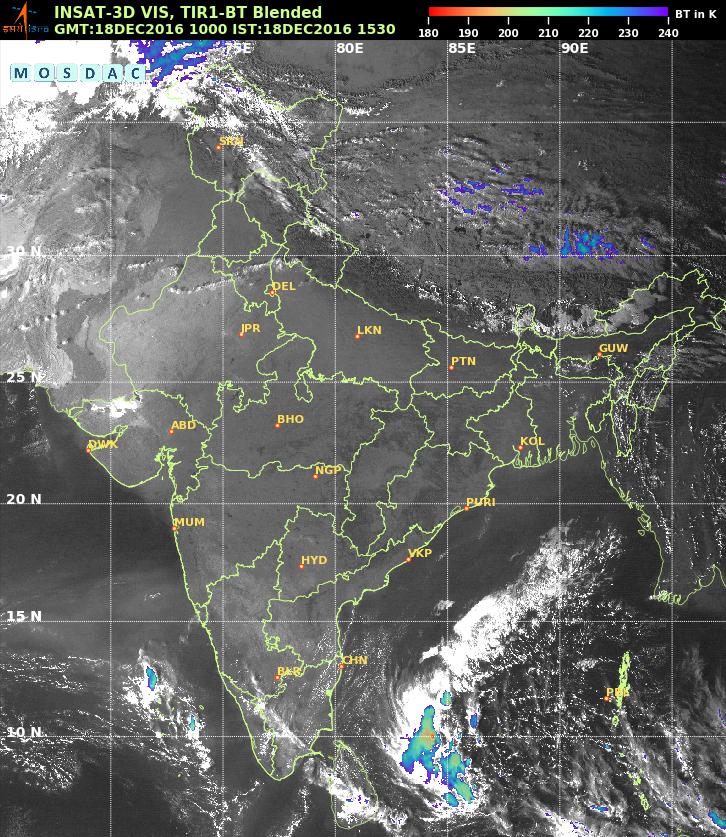 INSAT-3D VIS, TIR1-BT Blended
GMT:18DEC2016 1000 IST:18DEC2016 1530
BT in K
180 190 200 210 220 230 240
80E 85E 90E
M O S D A C
SRN
30 N
DEL
JPR
LKN
GUW
PTN
25 N
BHO
ABD
DWK
KOL
NGP
20 N
PURI
MUM
VKP
HYD
15 N
CHN
BLR
PBL
10 N